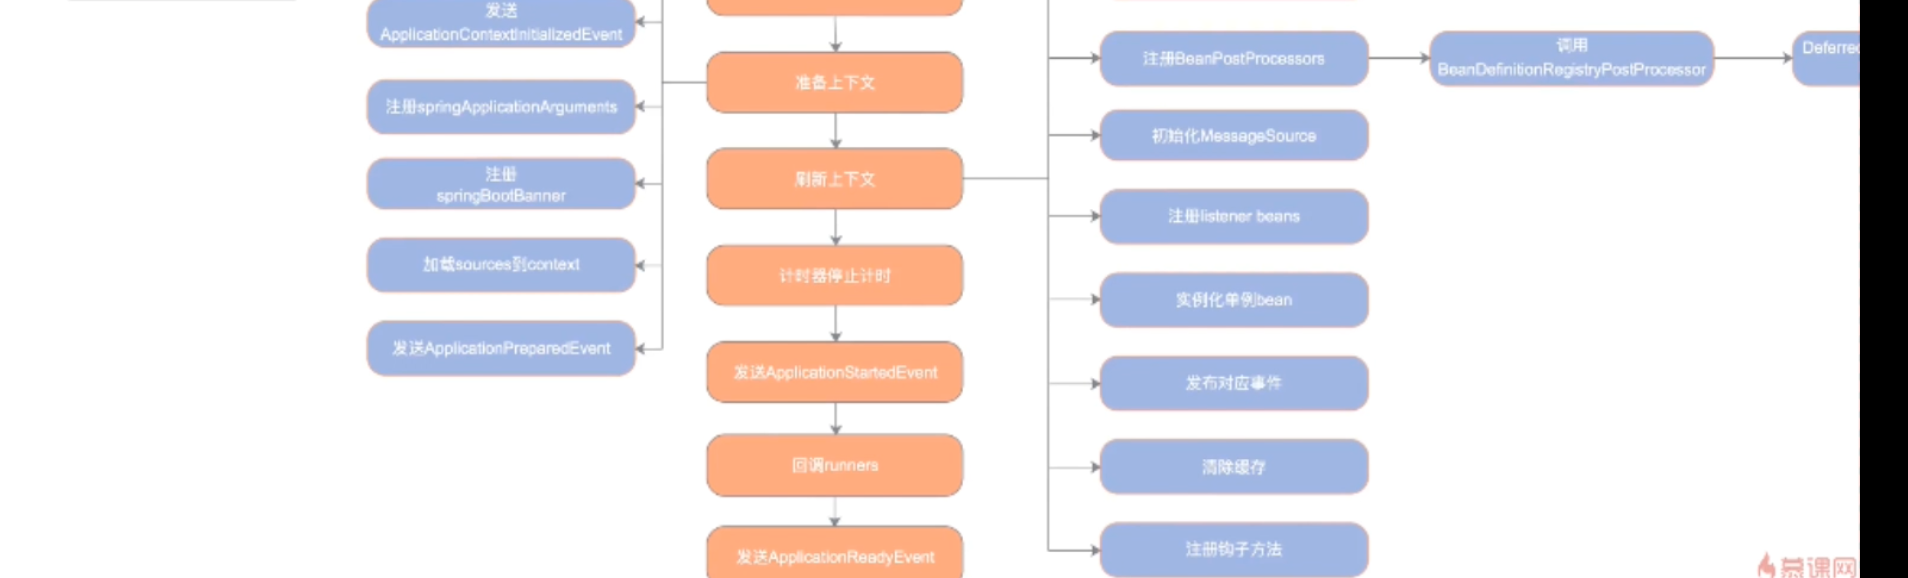 发送
ApplicationContextInitializedEvent
注册springApplicationArguments
注册
springBootBanner
加载sources到context
发送ApplicationPreparedEvent
准备上下文
刷新上下文
计时器停止计时
发送ApplicationStartedEvent
回调runners
发送ApplicationReadyEvent
注册BeanPostProcessors
初始化MessageSource
注册listener beans
实例化单例bean
发布对应事件
清除缓存
注册钩子方法
调用
BeanDefinitionRegistryPostProcessor
Deferred
慕课网